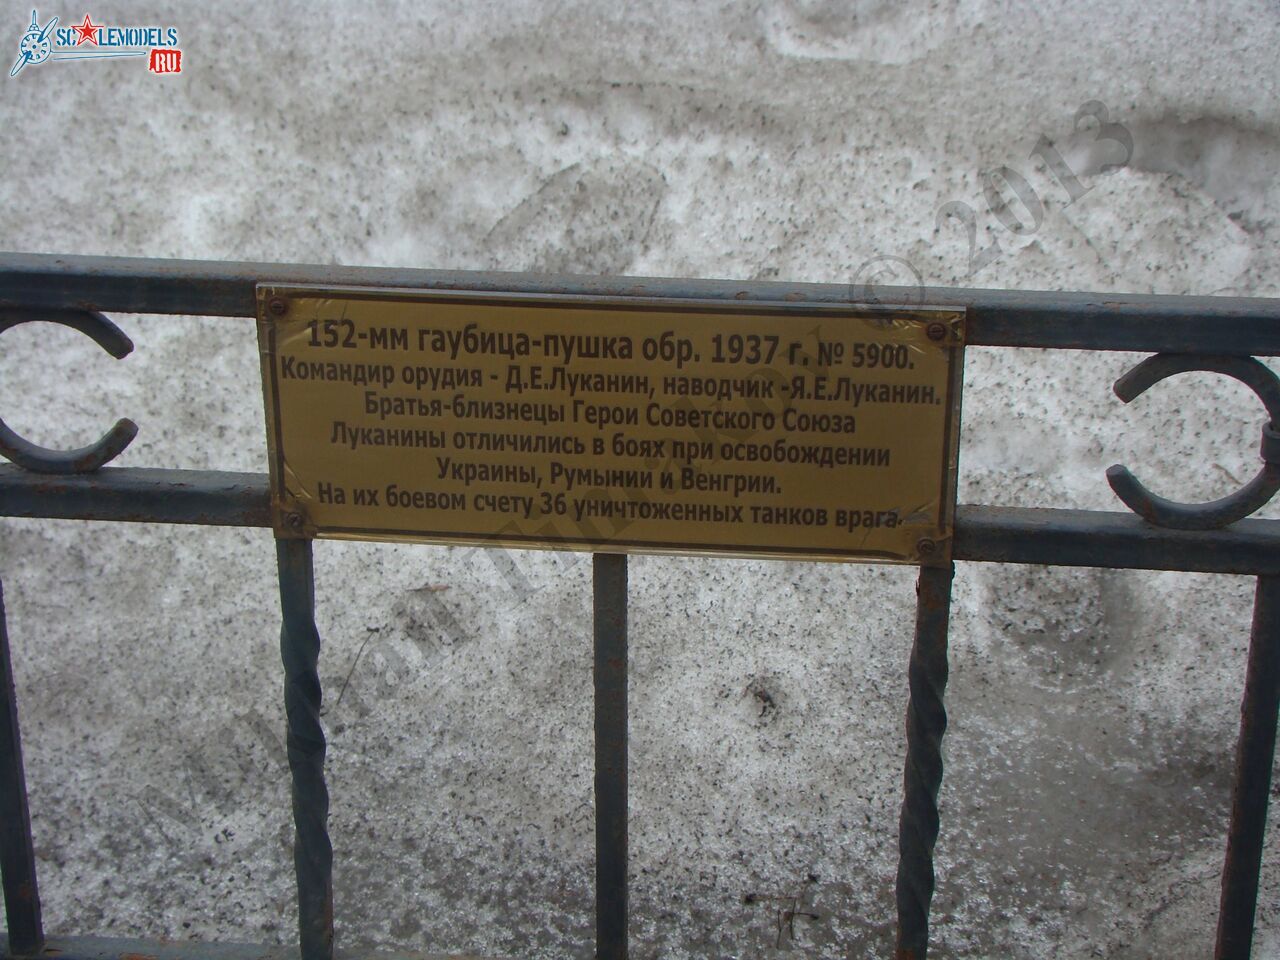 SCALEMODELS
RU
152-мм гаубица-пушка обр. 1937 г. № 5900.
Командир орудия - Д.Е.Луканин, наводчик -Я.Е.Луканин.
Братья-близнецы Герои Советского Союза
Луканины отличились в боях при освобождении
Украины, Румынии и Венгрии.
На их боевом счету 36 уничтоженных танков врага.
© 2013